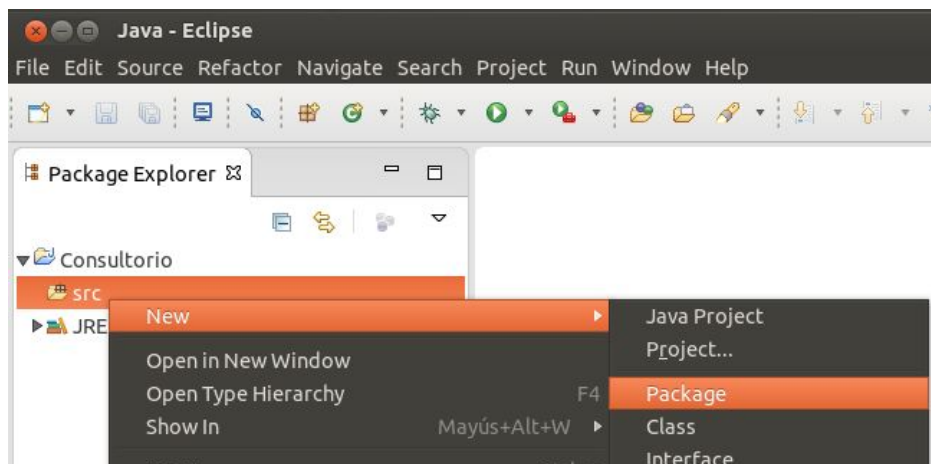 Java - Eclipse
File Edit Source Refactor Navigate Search Project Run Window Help
Package Explorer
Consultorio
src
JRE
New
Open in New Window
Open Type Hierarchy F4
Show In Mayús+Alt+W
Java Project
Project...
Package
Class
Interface